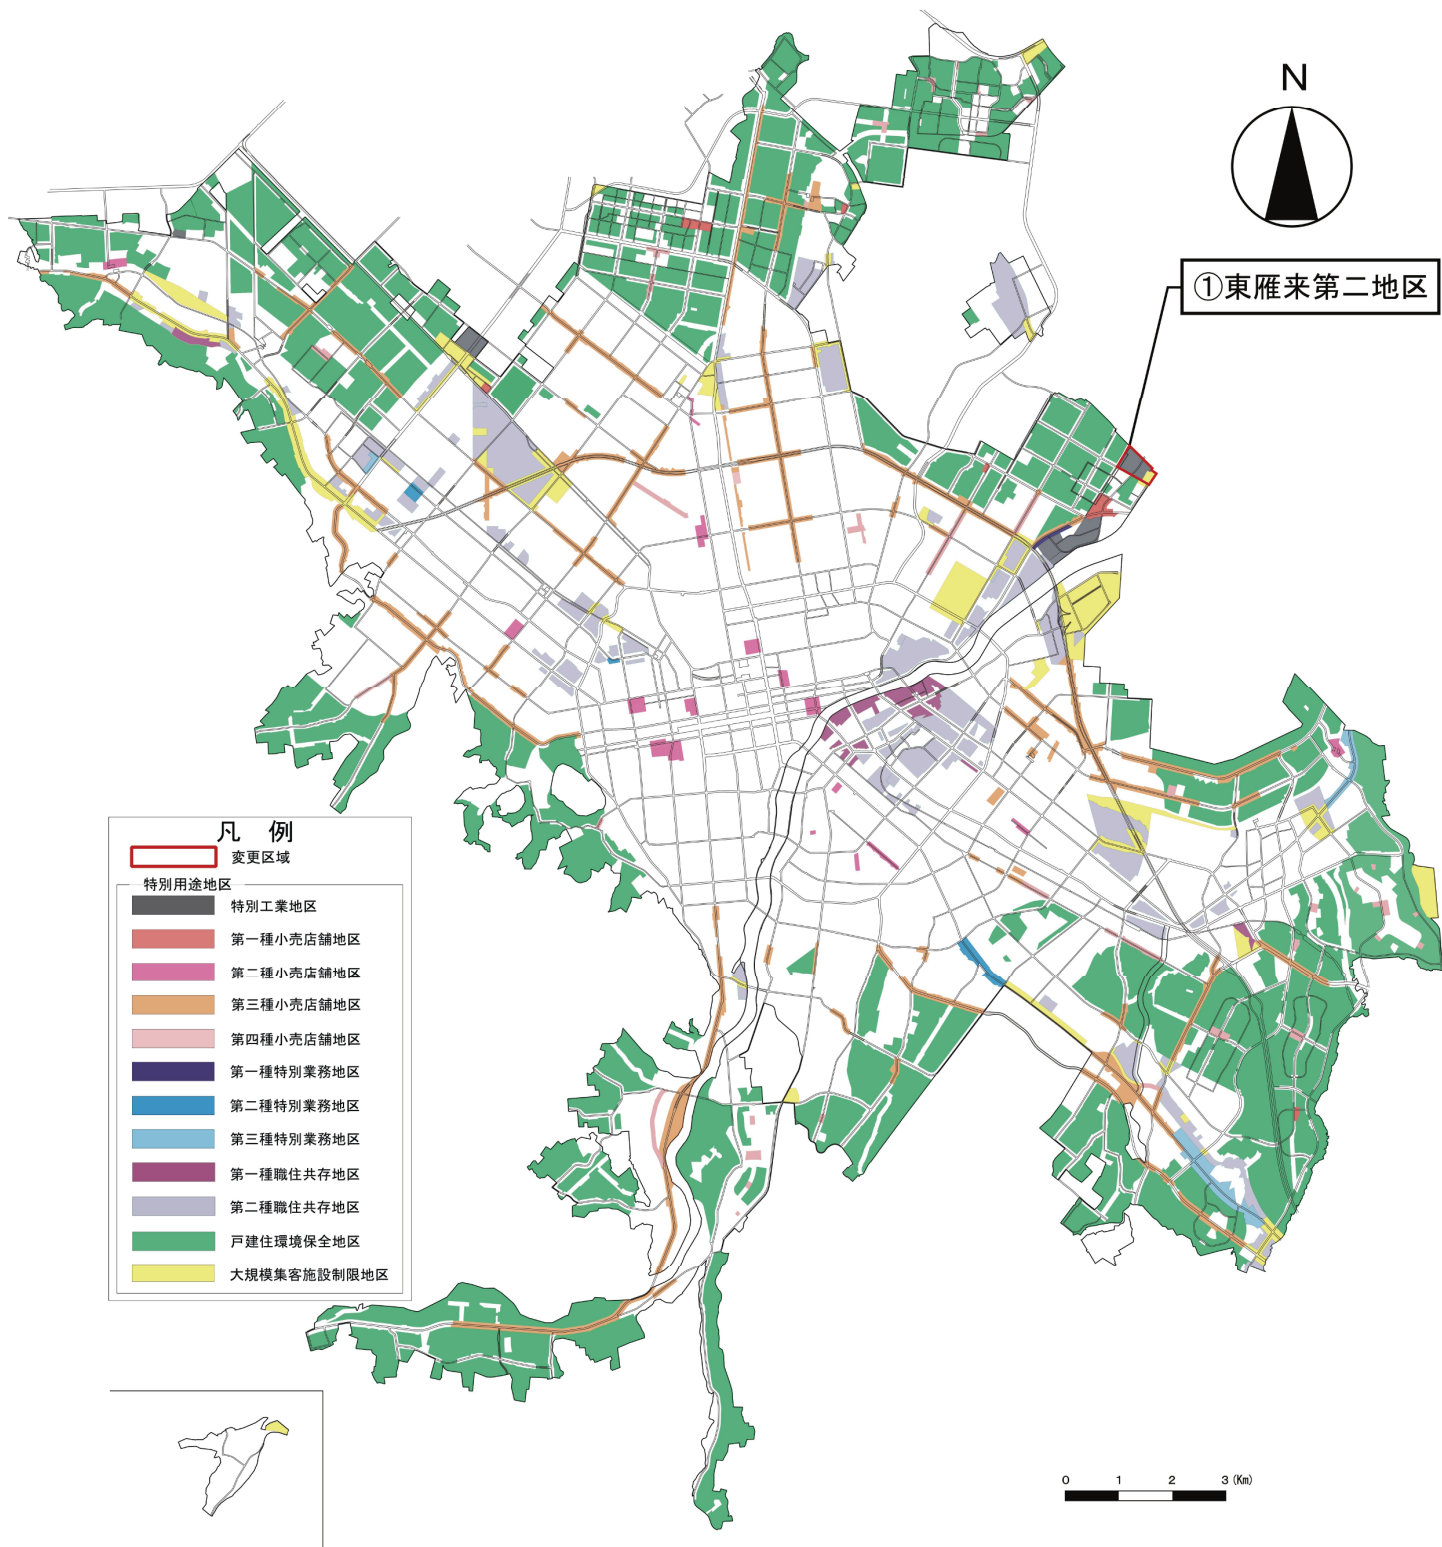 N
①東雁来第二地区
凡 例
変更区域
特別用途地区
特別工業地区
第一種小売店舗地区
第二種小売店舗地区
第三種小売店舗地区
第四種小売店舗地区
第一種特別業務地区
第二種特別業務地区
第三種特別業務地区
第一種職住共存地区
第二種職住共存地区
戸建住環境保全地区
大規模集客施設制限地区
0 1 2 3 (Km)